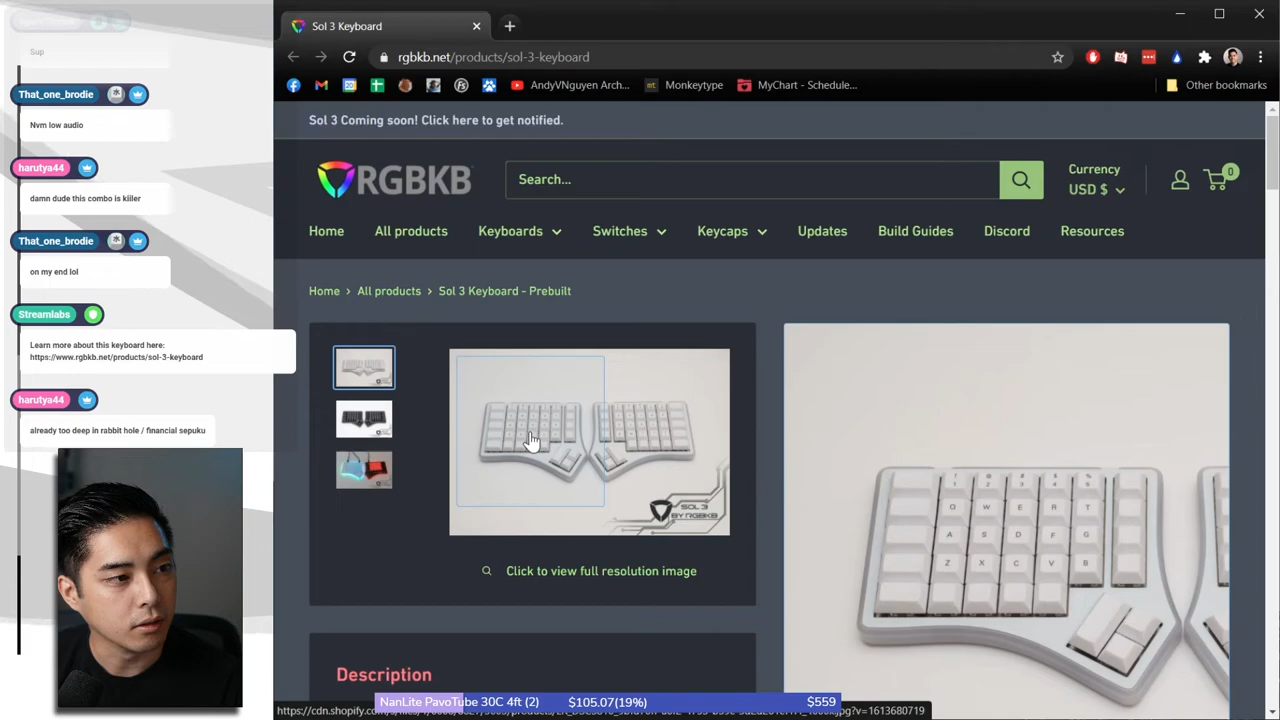 Sup
That_one_brodie
Nvm low audio
harutya44
damn dude this combo is kiiler
That_one_brodie
on my end lol
Streamlabs
Learn more about this keyboard here:
https://www.rgbkb.net/products/sol-3-keyboard
harutya44
already too deep in rabbit hole / financial sepuku
Sol 3 Keyboard
rgbkb.net/products/sol-3-keyboard
AndyVNguyen Arch...
mt Monkeytype
MyChart - Schedule...
Other bookmarks
Sol 3 Coming soon! Click here to get notified.
RGBKB
Search...
Currency
USD $
0
Home
All products
Keyboards
Switches
Keycaps
Updates
Build Guides
Discord
Resources
Home > All products > Sol 3 Keyboard - Prebuilt
SOL 3
BY RGBKB
Click to view full resolution image
Q W E R T
A S D F G
Z X C V B
Description
NanLite PavoTube 30C 4ft (2) $105.07(19%) $559